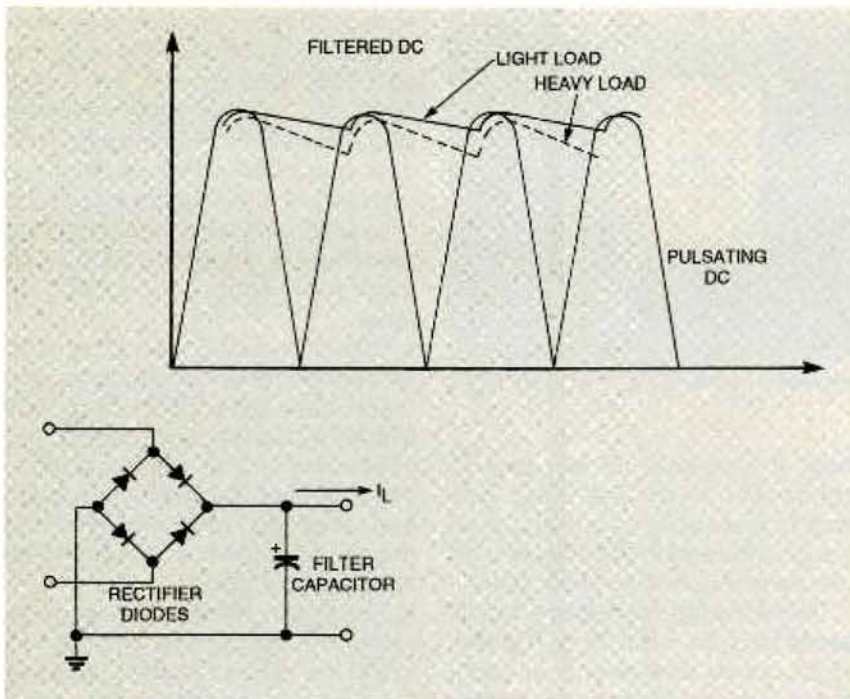 FILTERED DC
LIGHT LOAD
HEAVY LOAD
PULSATING
DC
IL
+
FILTER
CAPACITOR
RECTIFIER
DIODES